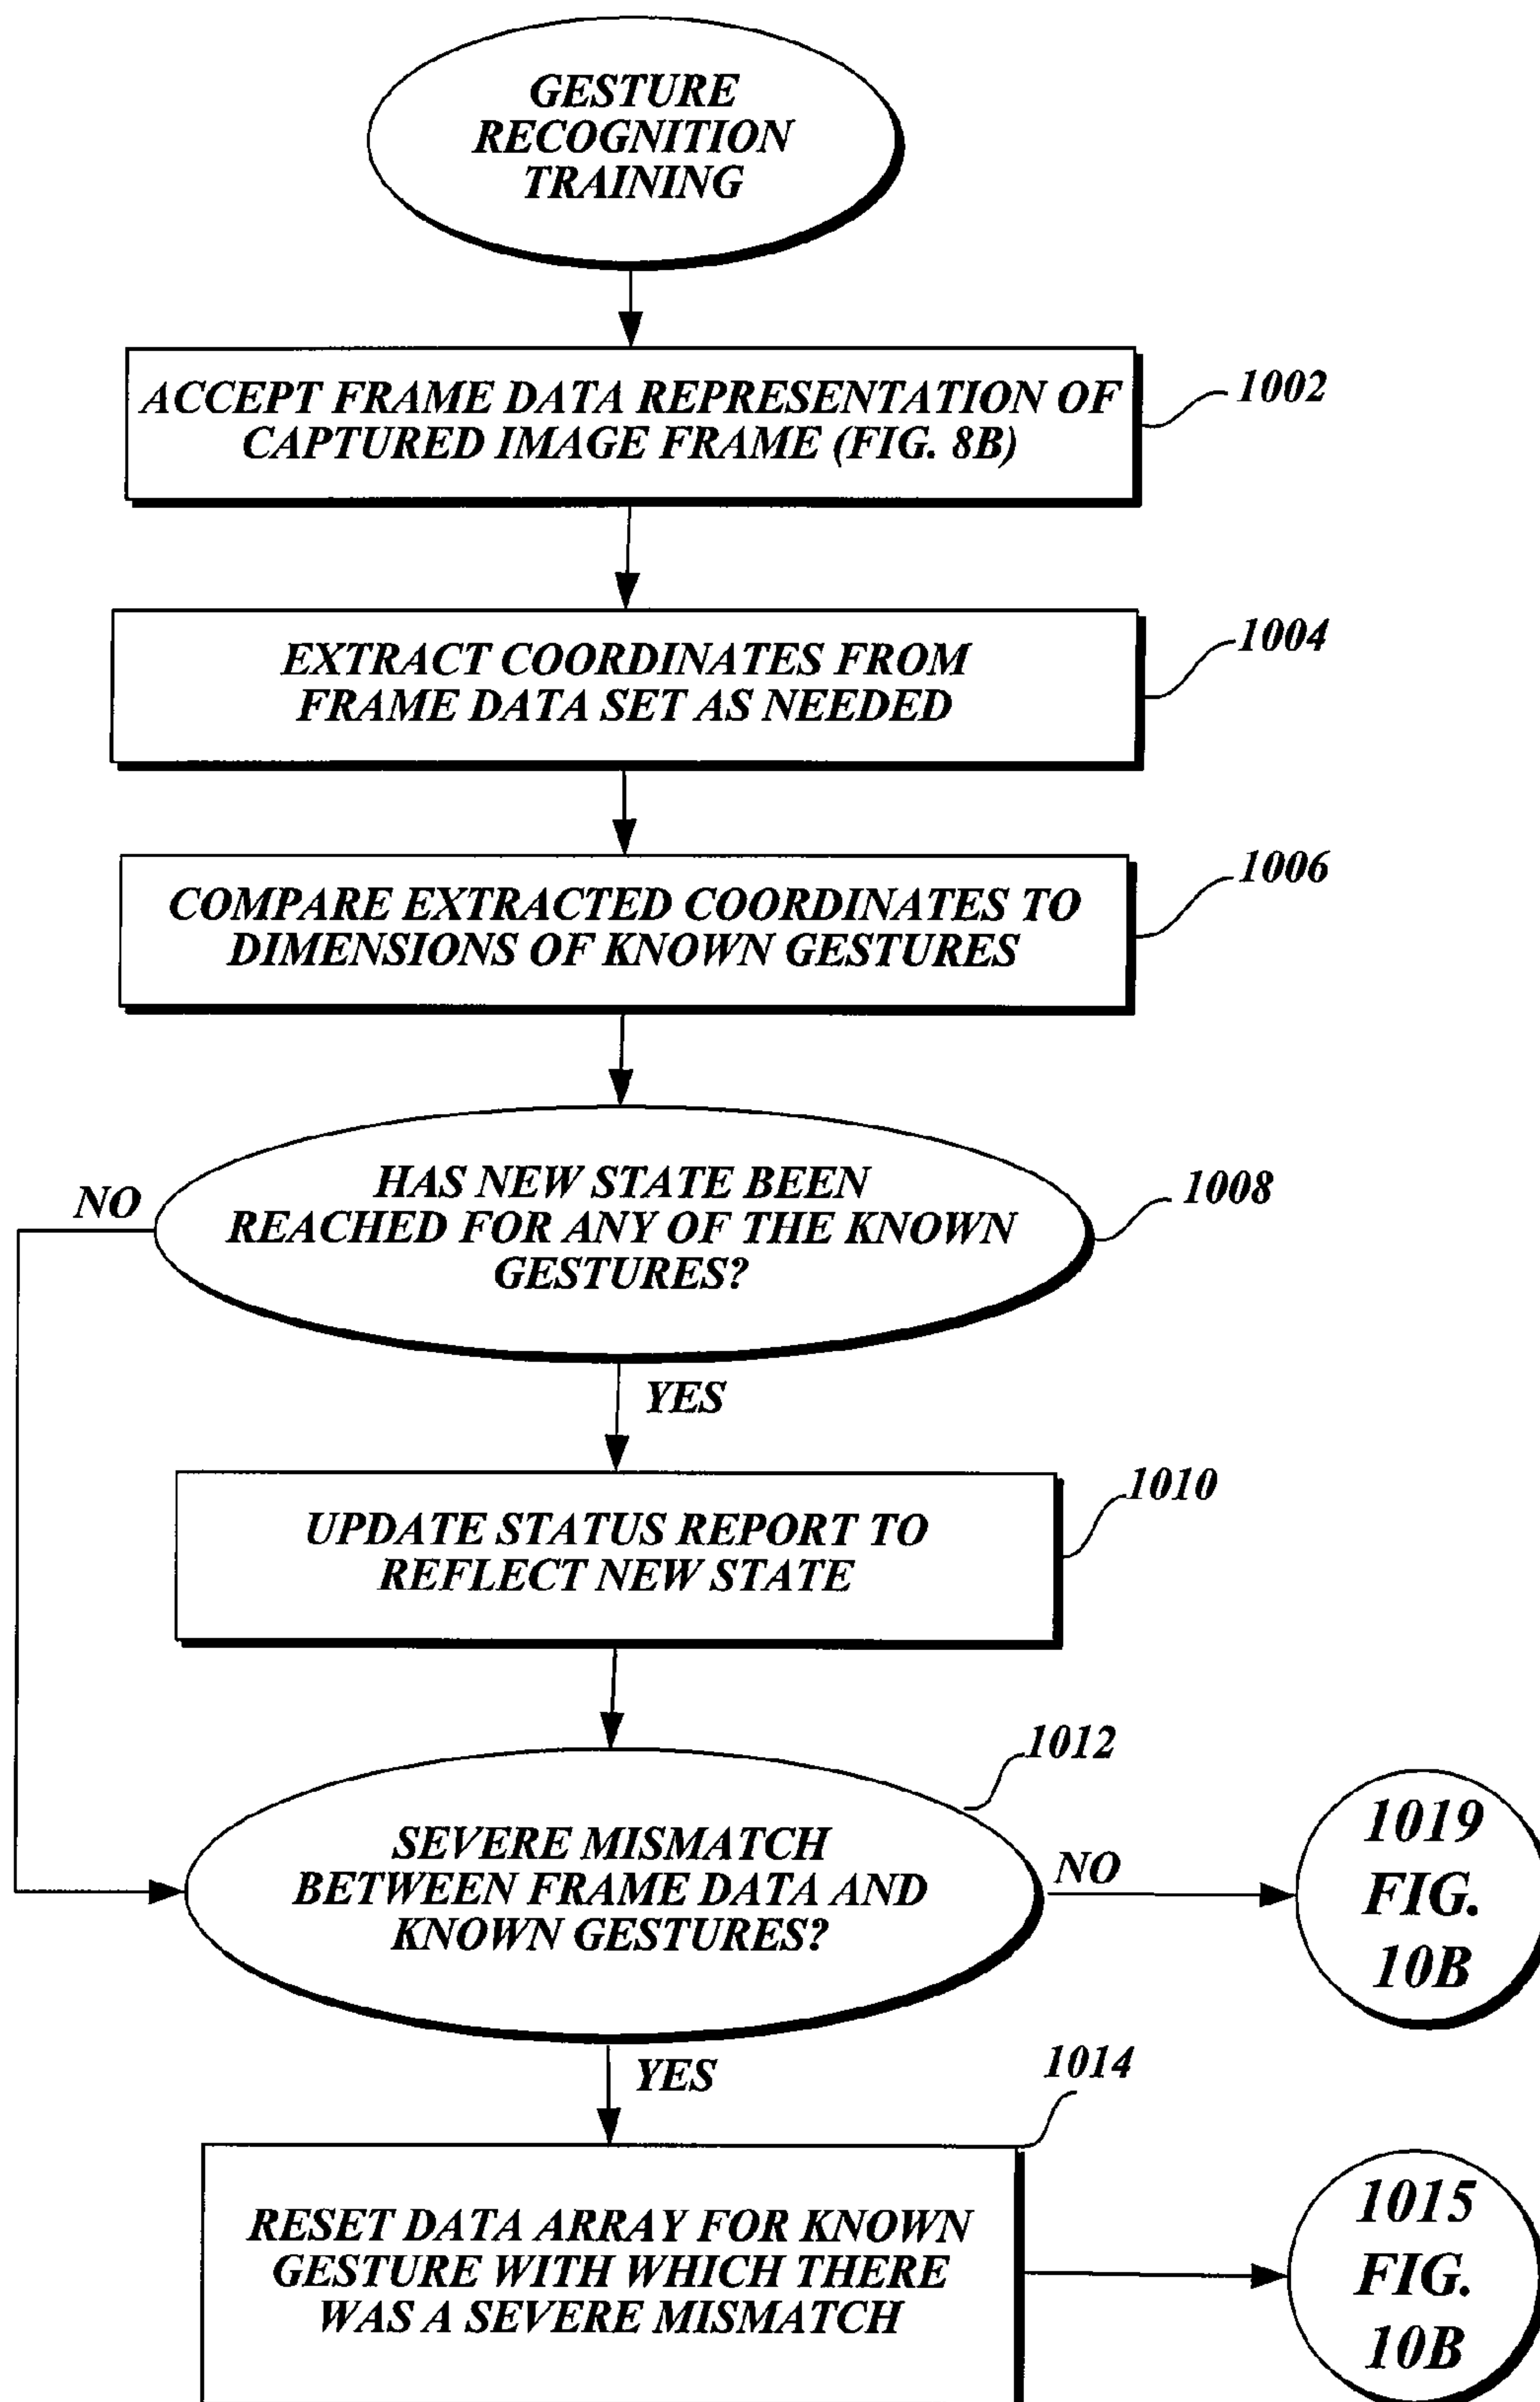 GESTURE
RECOGNITION
TRAINING
ACCEPT FRAME DATA REPRESENTATION OF
CAPTURED IMAGE FRAME (FIG. 8B)
1002
EXTRACT COORDINATES FROM
FRAME DATA SET AS NEEDED
1004
COMPARE EXTRACTED COORDINATES TO
DIMENSIONS OF KNOWN GESTURES
1006
HAS NEW STATE BEEN
REACHED FOR ANY OF THE KNOWN
GESTURES?
1008
NO
YES
UPDATE STATUS REPORT TO
REFLECT NEW STATE
1010
SEVERE MISMATCH
BETWEEN FRAME DATA AND
KNOWN GESTURES?
1012
NO
1019
FIG.
10B
YES
1014
RESET DATA ARRAY FOR KNOWN
GESTURE WITH WHICH THERE
WAS A SEVERE MISMATCH
1015
FIG.
10B